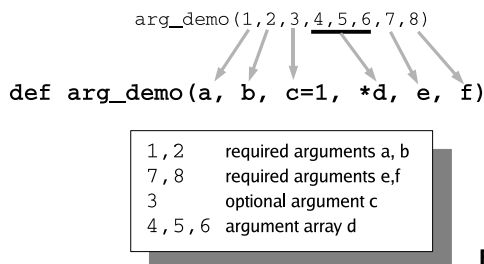 arg_demo(1,2,3,4,5,6,7,8)
def arg_demo(a, b, c=1, *d, e, f)
1,2 required arguments a, b
7,8 required arguments e,f
3 optional argument c
4,5,6 argument array d